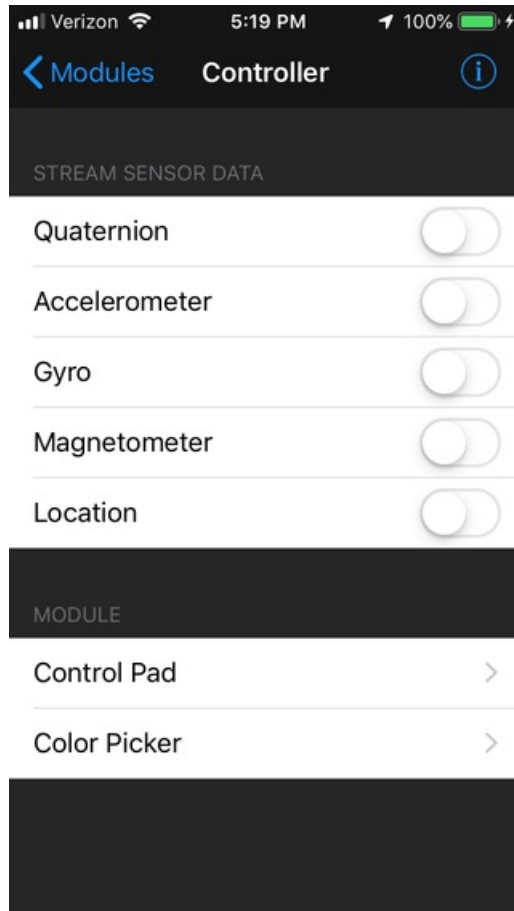 Verizon 5:19 PM 100%
Modules Controller i
STREAM SENSOR DATA
Quaternion
Accelerometer
Gyro
Magnetometer
Location
MODULE
Control Pad
Color Picker